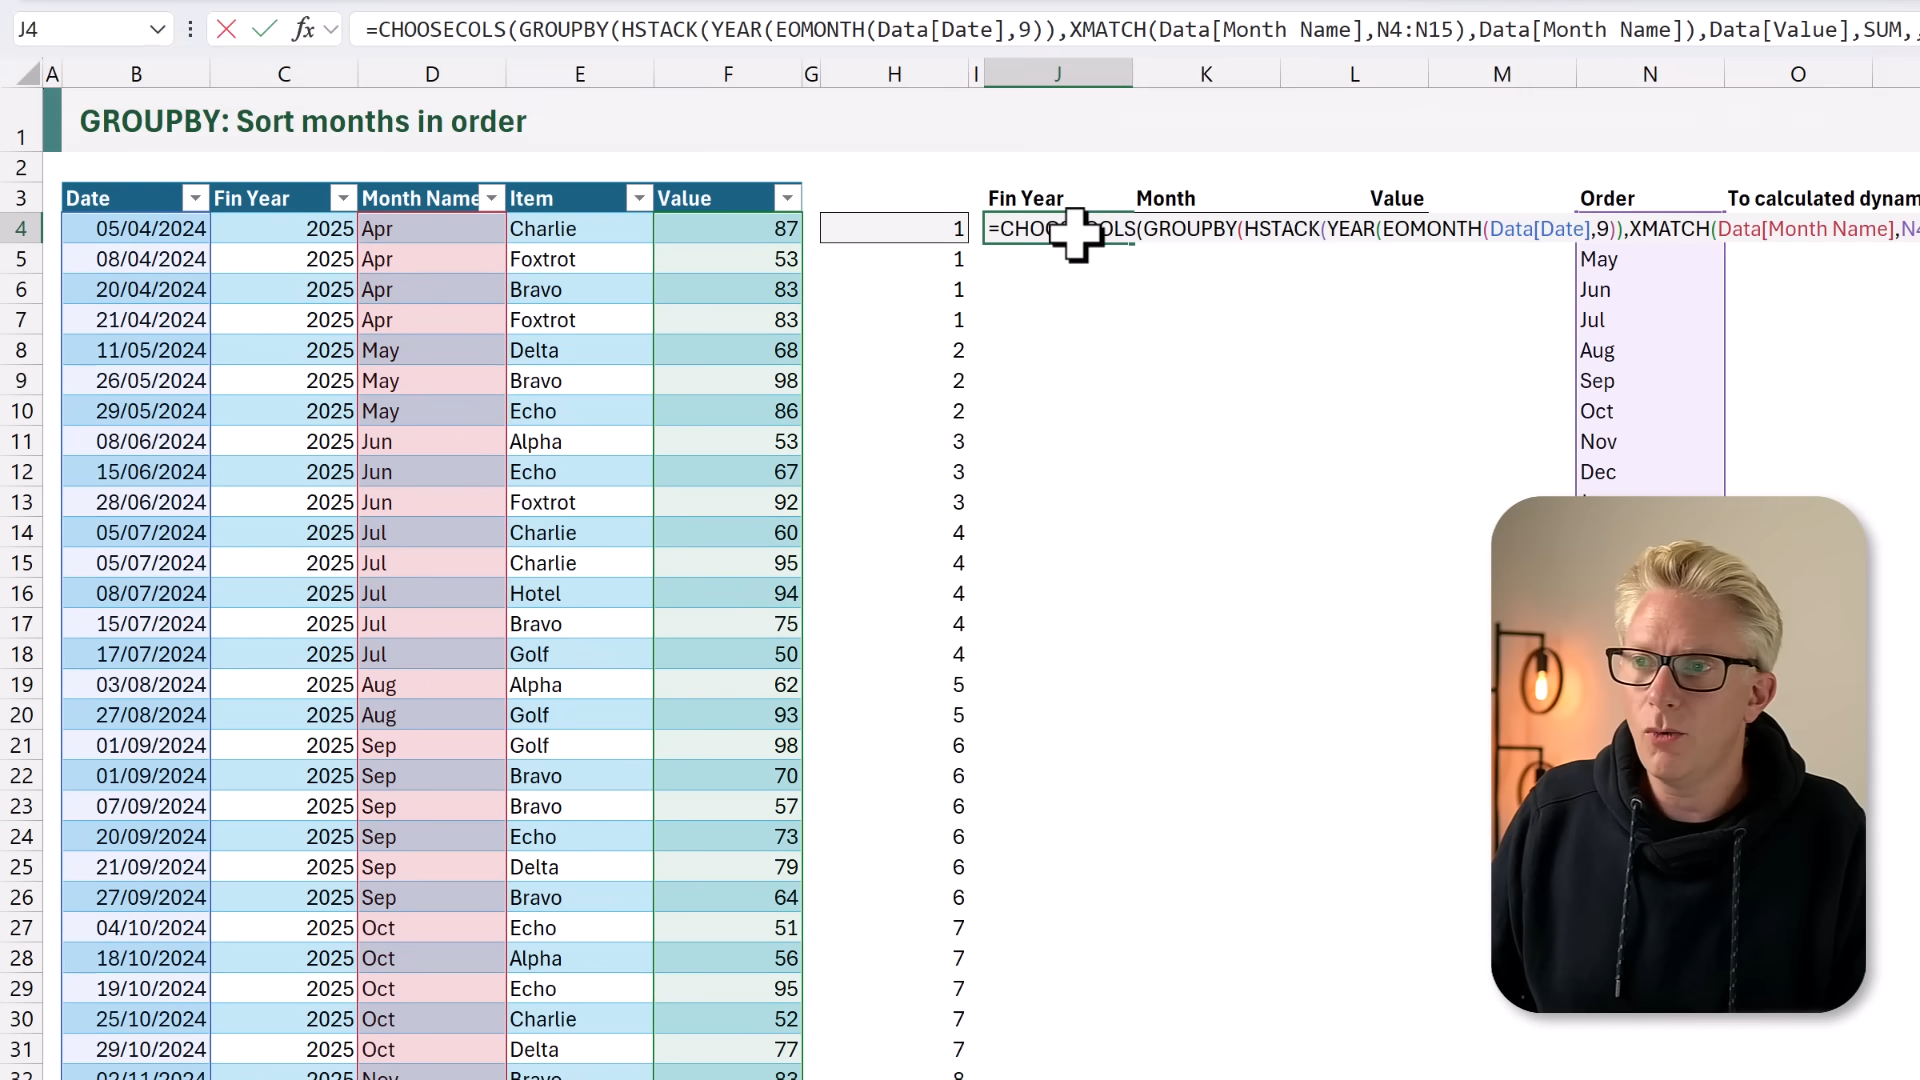 J4 fx =CHOOSECOLS(GROUPBY(HSTACK(YEAR(EOMONTH(Data[Date],9)),XMATCH(Data[Month Name],N4:N15),Data[Month Name]),Data[Value],SUM,,
A B C D E F G H I J K L M N O
1 GROUPBY: Sort months in order
2
3 Date Fin Year Month Name Item Value Fin Year Month Value Order To calculated dynam
4 05/04/2024 2025 Apr Charlie 87 1 =CHOO OLS(GROUPBY(HSTACK(YEAR(EOMONTH(Data[Date],9)),XMATCH(Data[Month Name],N4
5 08/04/2024 2025 Apr Foxtrot 53 1 May
6 20/04/2024 2025 Apr Bravo 83 1 Jun
7 21/04/2024 2025 Apr Foxtrot 83 1 Jul
8 11/05/2024 2025 May Delta 68 2 Aug
9 26/05/2024 2025 May Bravo 98 2 Sep
10 29/05/2024 2025 May Echo 86 2 Oct
11 08/06/2024 2025 Jun Alpha 53 3 Nov
12 15/06/2024 2025 Jun Echo 67 3 Dec
13 28/06/2024 2025 Jun Foxtrot 92 3
14 05/07/2024 2025 Jul Charlie 60 4
15 05/07/2024 2025 Jul Charlie 95 4
16 08/07/2024 2025 Jul Hotel 94 4
17 15/07/2024 2025 Jul Bravo 75 4
18 17/07/2024 2025 Jul Golf 50 4
19 03/08/2024 2025 Aug Alpha 62 5
20 27/08/2024 2025 Aug Golf 93 5
21 01/09/2024 2025 Sep Golf 98 6
22 01/09/2024 2025 Sep Bravo 70 6
23 07/09/2024 2025 Sep Bravo 57 6
24 20/09/2024 2025 Sep Echo 73 6
25 21/09/2024 2025 Sep Delta 79 6
26 27/09/2024 2025 Sep Bravo 64 6
27 04/10/2024 2025 Oct Echo 51 7
28 18/10/2024 2025 Oct Alpha 56 7
29 19/10/2024 2025 Oct Echo 95 7
30 25/10/2024 2025 Oct Charlie 52 7
31 29/10/2024 2025 Oct Delta 77 7
32 02/11/2024 2025 Nov Bravo 83 8